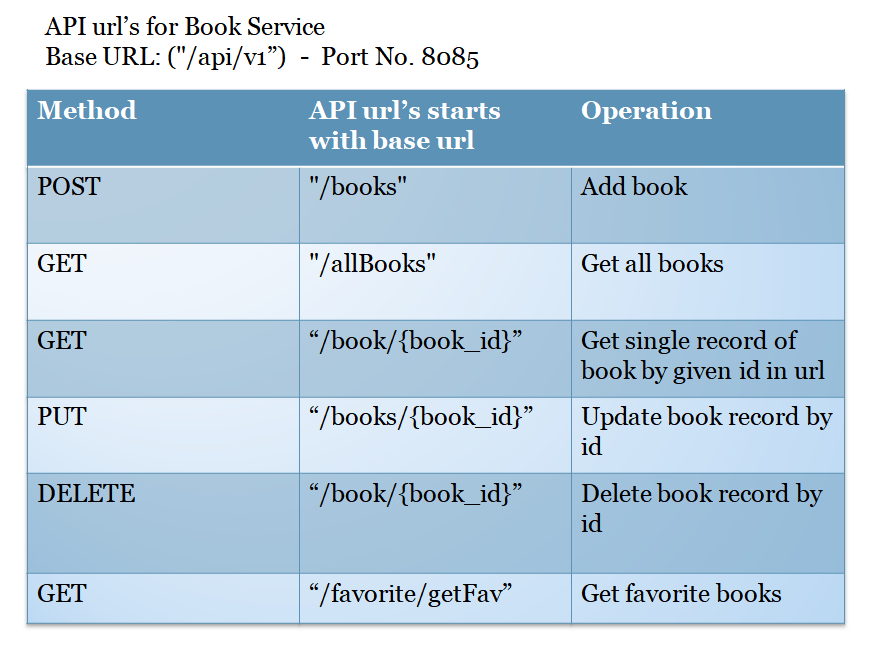 API url’s for Book Service
Base URL: ("/api/v1”)  -  Port No. 8085
Method
API url’s starts
with base url
Operation
POST
"/books"
Add book
GET
"/allBooks"
Get all books
GET
“/book/{book_id}”
Get single record of
book by given id in url
PUT
“/books/{book_id}”
Update book record by
id
DELETE
“/book/{book_id}”
Delete book record by
id
GET
“/favorite/getFav”
Get favorite books